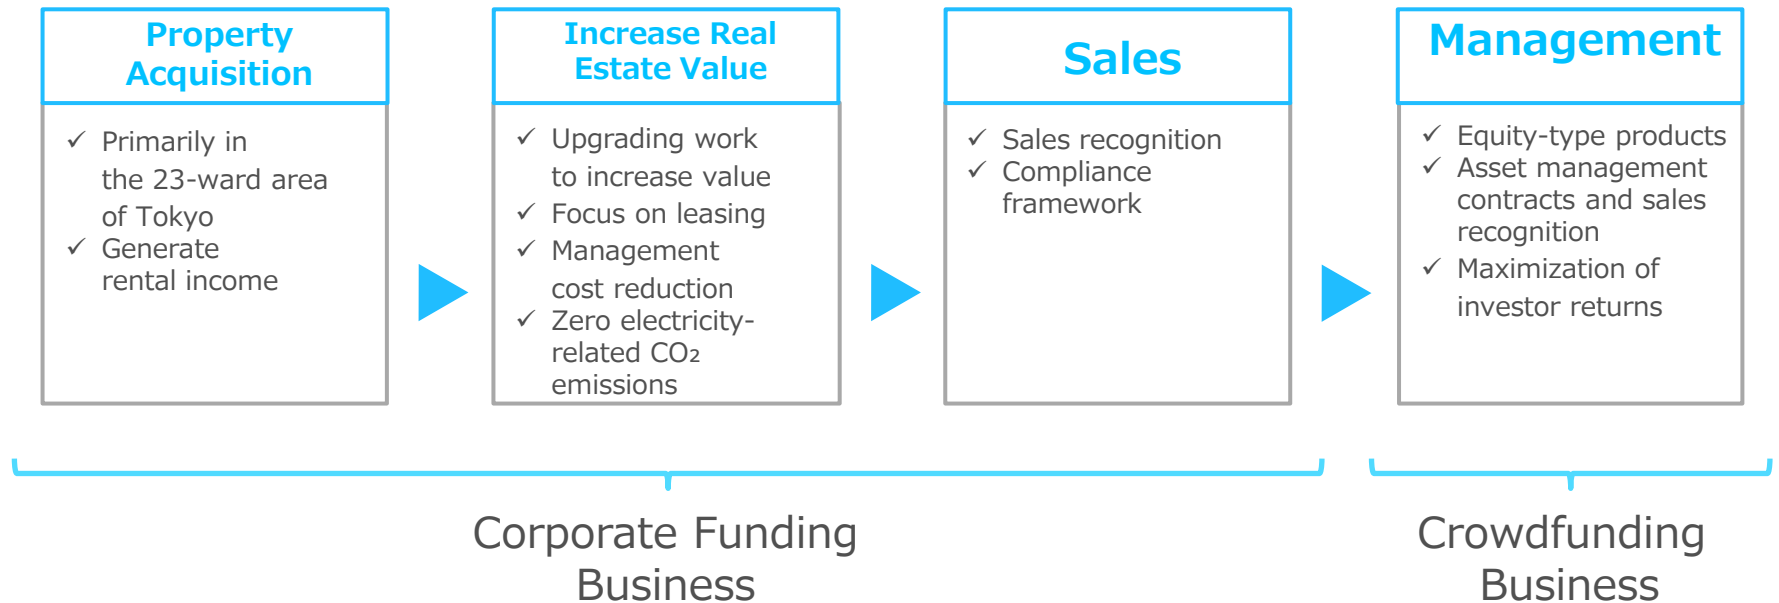 Property
Acquisition
✓ Primarily in
the 23-ward area
of Tokyo
✓ Generate
rental income
Increase Real
Estate Value
✓ Upgrading work
to increase value
✓ Focus on leasing
✓ Management
cost reduction
✓ Zero electricity-
related CO₂
emissions
Sales
✓ Sales recognition
✓ Compliance
framework
Management
✓ Equity-type products
✓ Asset management
contracts and sales
recognition
✓ Maximization of
investor returns
Corporate Funding
Business
Crowdfunding
Business